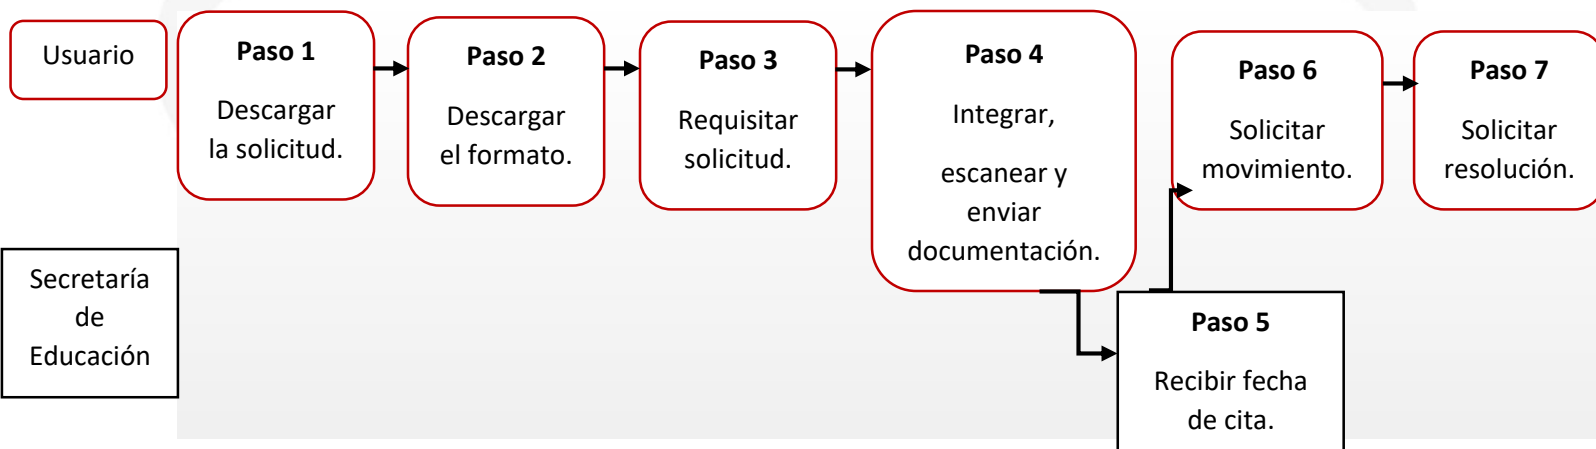 Usuario
Paso 1
Descargar
la solicitud.
Paso 2
Descargar
el formato.
Paso 3
Requisitar
solicitud.
Paso 4
Integrar,
escanear y
enviar
documentación.
Paso 6
Solicitar
movimiento.
Paso 7
Solicitar
resolución.
Secretaría
de
Educación
Paso 5
Recibir fecha
de cita.